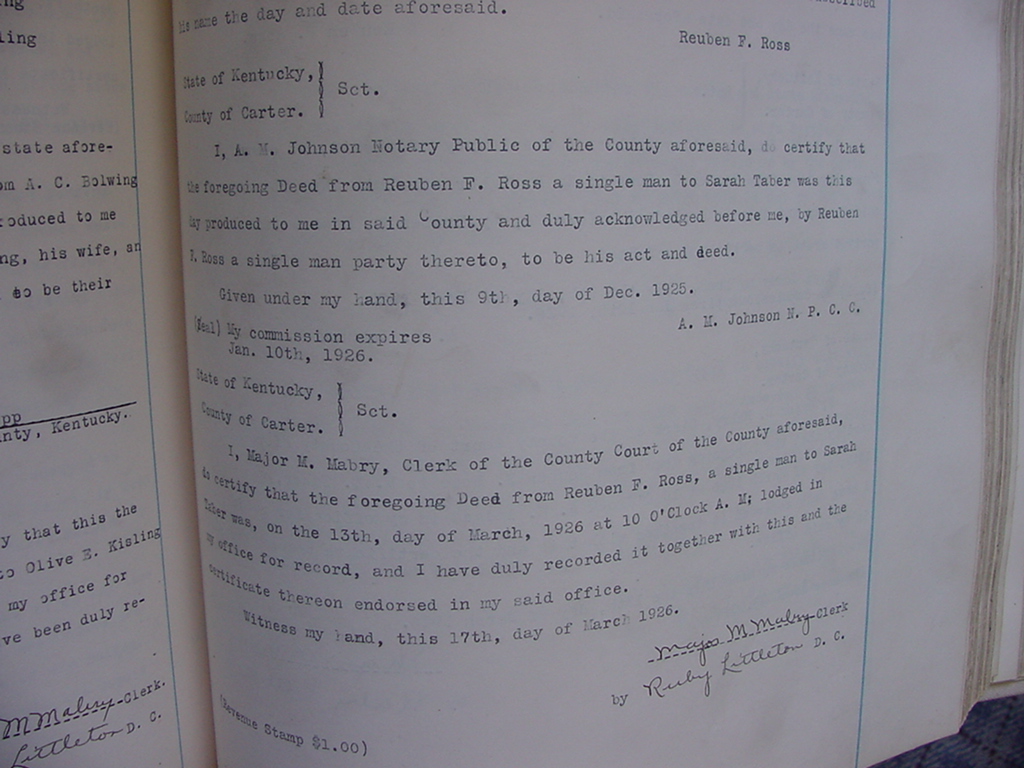 ling
state afore-
om A. C. Bolwing
roduced to me
ng, his wife, an
to be their
pp
nty, Kentucky.
y that this the
to Olive E. Kisling
my office for
ve been duly re-
M Mabry-Clerk.
Littleton D. C.
his name the day and date aforesaid.
Reuben F. Ross
State of Kentucky,
Sct.
County of Carter.
I, A. M. Johnson Notary Public of the County aforesaid, do certify that
the foregoing Deed from Reuben F. Ross a single man to Sarah Taber was this
day produced to me in said County and duly acknowledged before me, by Reuben
F. Ross a single man party thereto, to be his act and deed.
Given under my hand, this 9th, day of Dec. 1925.
A. M. Johnson N. P. C. C.
(Seal) My commission expires
Jan. 10th, 1926.
State of Kentucky,
Sct.
County of Carter.
I, Major M. Mabry, Clerk of the County Court of the County aforesaid,
do certify that the foregoing Deed from Reuben F. Ross, a single man to Sarah
Taber was, on the 13th, day of March, 1926 at 10 O'Clock A. M; lodged in
my office for record, and I have duly recorded it together with this and the
certificate thereon endorsed in my said office.
Witness my hand, this 17th, day of March 1926.
Major M Mabry-Clerk
by Ruby Littleton D. C.
(Revenue Stamp $1.00)